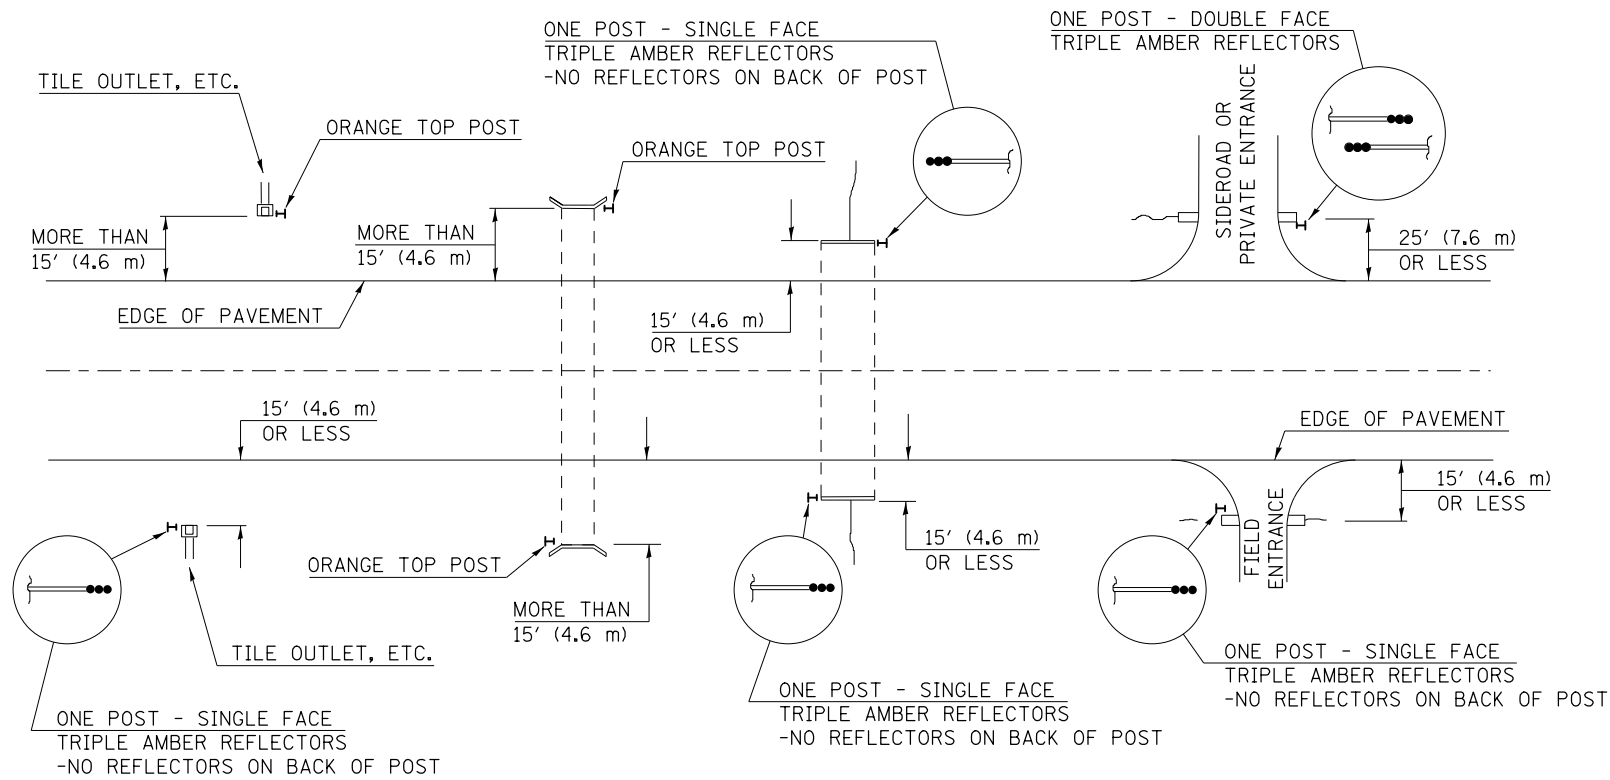 ONE POST - SINGLE FACE
TRIPLE AMBER REFLECTORS
-NO REFLECTORS ON BACK OF POST
ONE POST - DOUBLE FACE
TRIPLE AMBER REFLECTORS
TILE OUTLET, ETC.
ORANGE TOP POST
ORANGE TOP POST
SIDEROAD OR
PRIVATE ENTRANCE
MORE THAN
15' (4.6 m)
MORE THAN
15' (4.6 m)
25' (7.6 m)
OR LESS
EDGE OF PAVEMENT
15' (4.6 m)
OR LESS
15' (4.6 m)
OR LESS
EDGE OF PAVEMENT
15' (4.6 m)
OR LESS
FIELD
ENTRANCE
15' (4.6 m)
OR LESS
ORANGE TOP POST
MORE THAN
15' (4.6 m)
TILE OUTLET, ETC.
ONE POST - SINGLE FACE
TRIPLE AMBER REFLECTORS
-NO REFLECTORS ON BACK OF POST
ONE POST - SINGLE FACE
TRIPLE AMBER REFLECTORS
-NO REFLECTORS ON BACK OF POST
ONE POST - SINGLE FACE
TRIPLE AMBER REFLECTORS
-NO REFLECTORS ON BACK OF POST